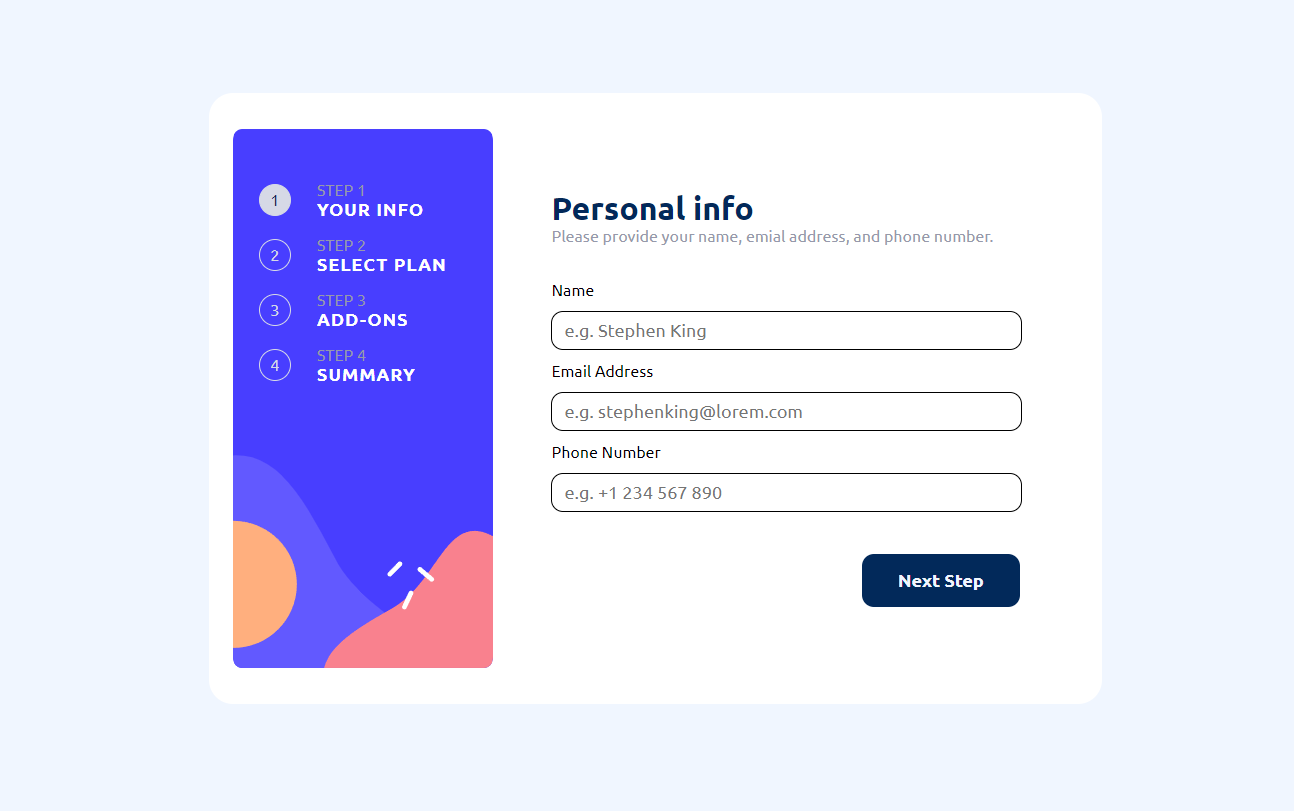 1
STEP 1
YOUR INFO
2
STEP 2
SELECT PLAN
3
STEP 3
ADD-ONS
4
STEP 4
SUMMARY
Personal info
Please provide your name, emial address, and phone number.
Name
e.g. Stephen King
Email Address
e.g. stephenking@lorem.com
Phone Number
e.g. +1 234 567 890
Next Step